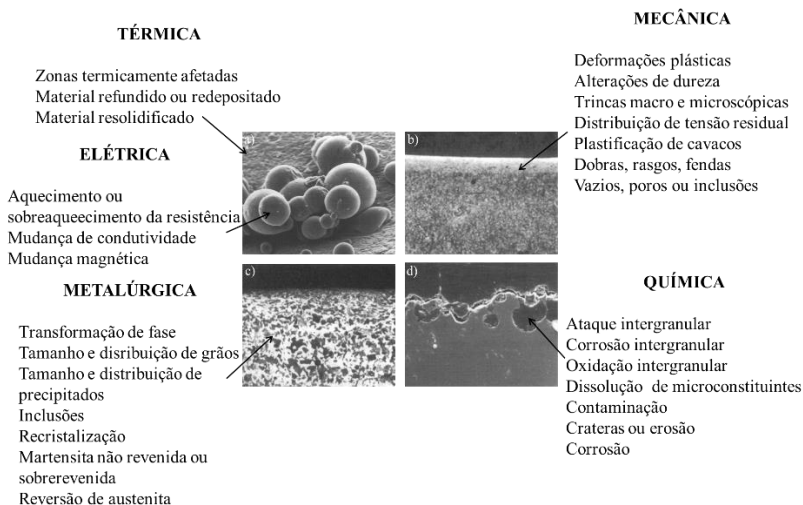 TÉRMICA
Zonas termicamente afetadas
Material refundido ou redepositado
Material resolidificado
ELÉTRICA
Aquecimento ou
sobreaqueecimento da resistência
Mudança de condutividade
Mudança magnética
METALÚRGICA
Transformação de fase
Tamanho e disribuição de grãos
Tamanho e distribuição de
precipitados
Inclusões
Recristalização
Martensita não revenida ou
sobrerevenida
Reversão de austenita
a)
b)
c)
d)
MECÂNICA
Deformações plásticas
Alterações de dureza
Trincas macro e microscópicas
Distribuição de tensão residual
Plastificação de cavacos
Dobras, rasgos, fendas
Vazios, poros ou inclusões
QUÍMICA
Ataque intergranular
Corrosão intergranular
Oxidação intergranular
Dissolução de microconstituintes
Contaminação
Crateras ou erosão
Corrosão